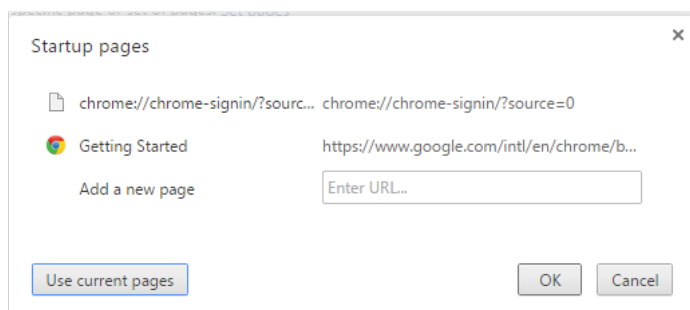 Startup pages
chrome://chrome-signin/?sourc... chrome://chrome-signin/?source=0
Getting Started https://www.google.com/intl/en/chrome/b...
Add a new page Enter URL...
Use current pages OK Cancel